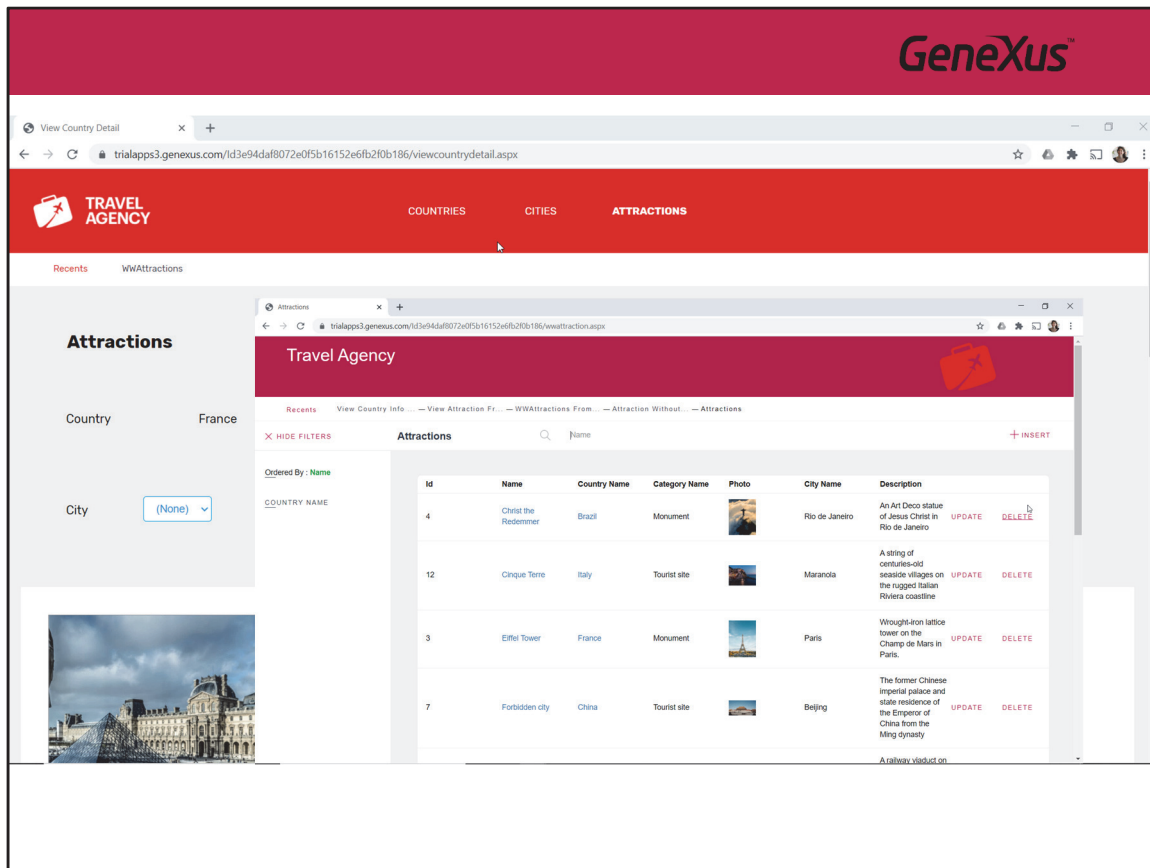 GeneXus™
View Country Detail
trialapps3.genexus.com/Id3e94daf8072e0f5b16152e6fb2f0b186/viewcountrydetail.aspx
TRAVEL
AGENCY
COUNTRIES CITIES ATTRACTIONS
Recents WWAttractions
Attractions
Country France
City (None)
Attractions
trialapps3.genexus.com/Id3e94daf8072e0f5b16152e6fb2f0b186/wwattraction.aspx
Travel Agency
Recents View Country Info ... — View Attraction Fr... — WWAttractions From... — Attraction Without... — Attractions
HIDE FILTERS Attractions Name INSERT
Ordered By : Name
COUNTRY NAME
Id Name Country Name Category Name Photo City Name Description
4 Christ the Redemmer Brazil Monument Rio de Janeiro An Art Deco statue of Jesus Christ in Rio de Janeiro UPDATE DELETE
12 Cinque Terre Italy Tourist site Maranola A string of centuries-old seaside villages on the rugged Italian Riviera coastline UPDATE DELETE
3 Eiffel Tower France Monument Paris Wrought-iron lattice tower on the Champ de Mars in Paris. UPDATE DELETE
7 Forbidden city China Tourist site Beijing The former Chinese imperial palace and state residence of the Emperor of China from the Ming dynasty UPDATE DELETE
A railway viaduct on